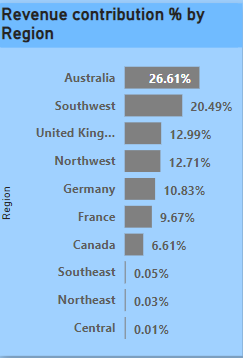 Revenue contribution % by
Region
Australia 26.61%
Southwest 20.49%
United King... 12.99%
Northwest 12.71%
Germany 10.83%
France 9.67%
Canada 6.61%
Southeast 0.05%
Northeast 0.03%
Central 0.01%
Region